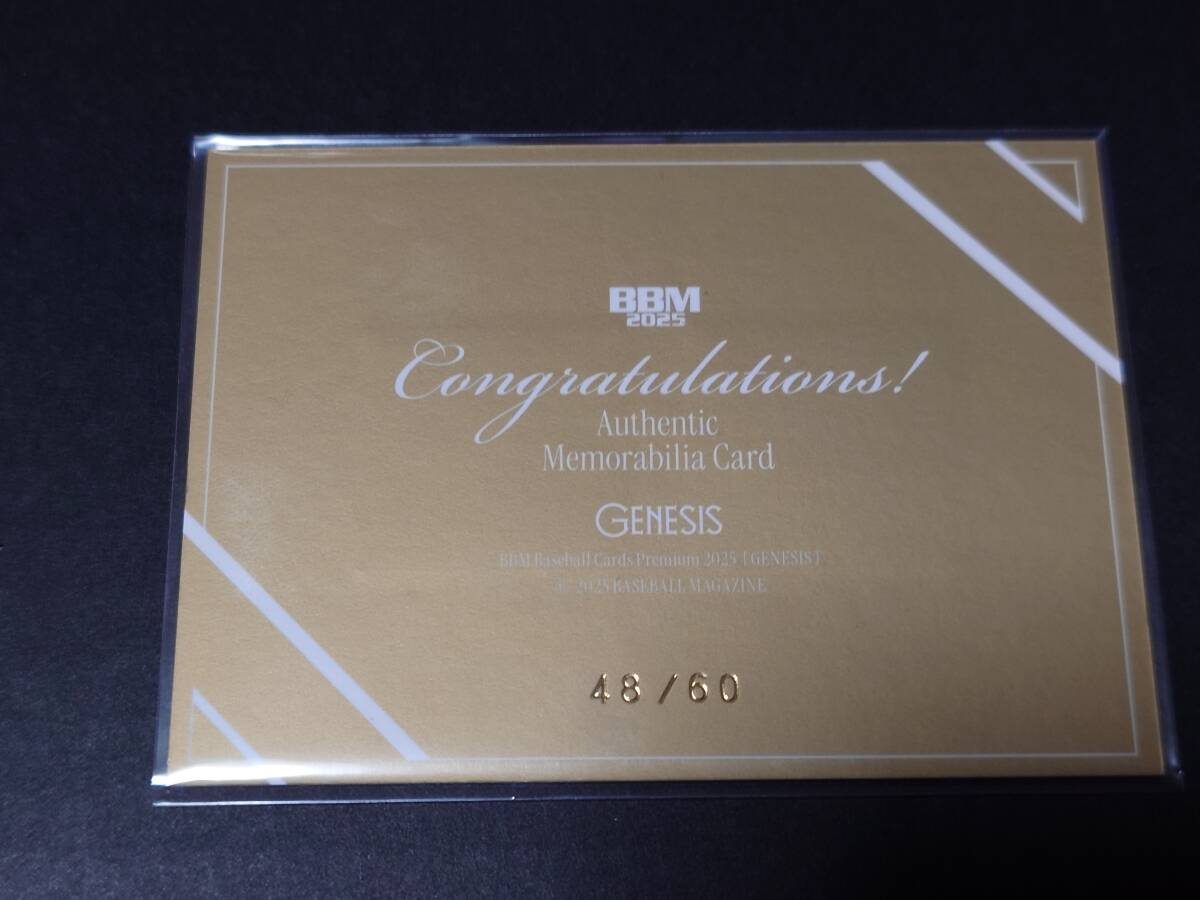 BBM
2025
Congratulations!
Authentic
Memorabilia Card
GENESIS
BBM Baseball Cards Premium 2025 [GENESIS]
© 2025 BASEBALL MAGAZINE
48/60